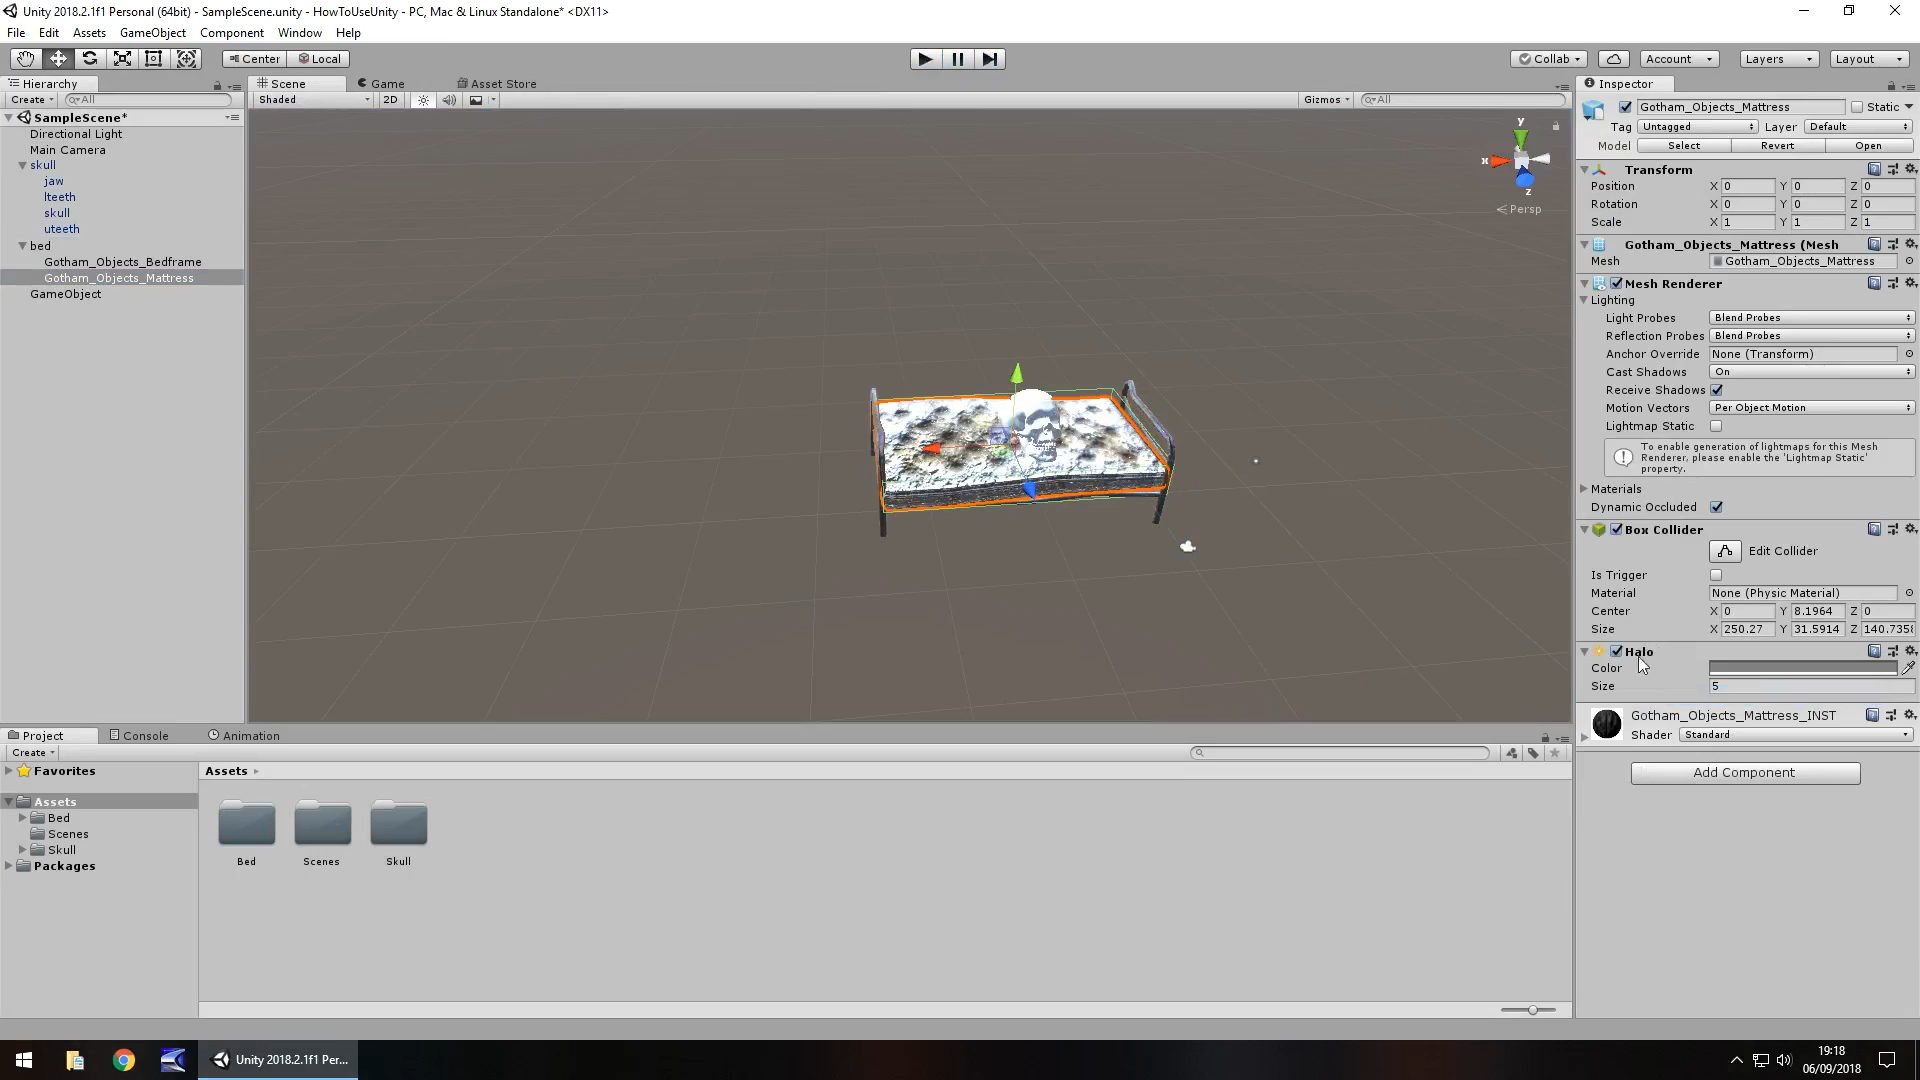 Unity 2018.2.1f1 Personal (64bit) - SampleScene.unity - HowToUseUnity - PC, Mac & Linux Standalone* <DX11>
File Edit Assets GameObject Component Window Help
Center Local Collab Account Layers Layout
Hierarchy
Create All
SampleScene*
Directional Light
Main Camera
skull
jaw
lteeth
skull
uteeth
bed
Gotham_Objects_Bedframe
Gotham_Objects_Mattress
GameObject
Scene Game Asset Store
Shaded 2D Gizmos All
y
x
z
Persp
Inspector
Gotham_Objects_Mattress Static
Tag Untagged Layer Default
Model Select Revert Open
Transform
Position X 0 Y 0 Z 0
Rotation X 0 Y 0 Z 0
Scale X 1 Y 1 Z 1
Gotham_Objects_Mattress (Mesh
Mesh Gotham_Objects_Mattress
Mesh Renderer
Lighting
Light Probes Blend Probes
Reflection Probes Blend Probes
Anchor Override None (Transform)
Cast Shadows On
Receive Shadows
Motion Vectors Per Object Motion
Lightmap Static
To enable generation of lightmaps for this Mesh
Renderer, please enable the 'Lightmap Static'
property.
Materials
Dynamic Occluded
Box Collider
Edit Collider
Is Trigger
Material None (Physic Material)
Center X 0 Y 8.1964 Z 0
Size X 250.27 Y 31.5914 Z 140.735
Halo
Color
Size 5
Gotham_Objects_Mattress_INST
Shader Standard
Add Component
Project Console Animation
Create
Favorites
Assets
Bed
Scenes
Skull
Packages
Assets
Bed Scenes Skull
Unity 2018.2.1f1 Per...
19:18
06/09/2018